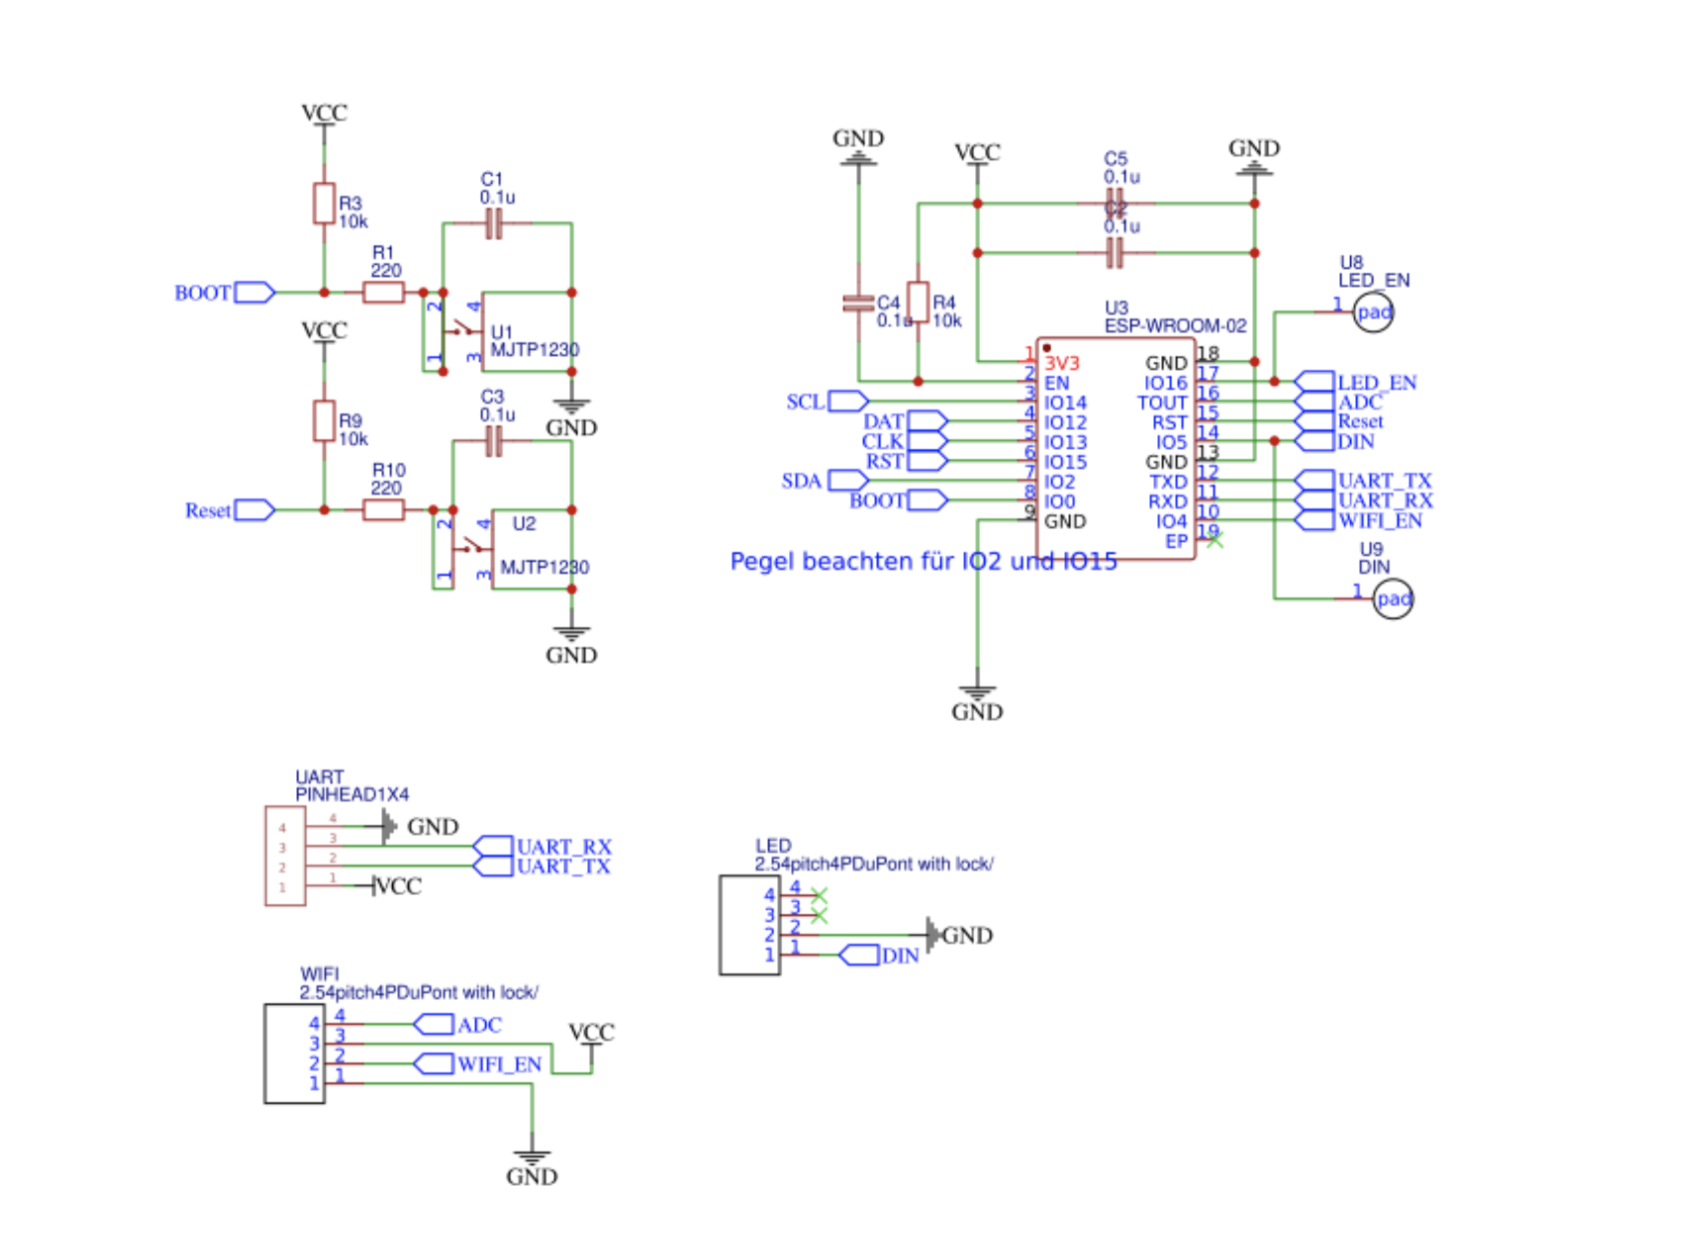 VCC
R3
10k
C1
0.1u
R1
220
BOOT
2
4
1
3
U1
MJTP1230
GND
VCC
R9
10k
C3
0.1u
R10
220
Reset
2
4
1
3
U2
MJTP1230
GND
GND
VCC
GND
C5
0.1u
C2
0.1u
C4
0.1u
R4
10k
U3
ESP-WROOM-02
U8
LED_EN
1
pad
1
3V3
2
EN
3
IO14
4
IO12
5
IO13
6
IO15
7
IO2
8
IO0
9
GND
18
GND
17
IO16
16
TOUT
15
RST
14
IO5
13
GND
12
TXD
11
RXD
10
IO4
19
EP
SCL
DAT
CLK
RST
SDA
BOOT
LED_EN
ADC
Reset
DIN
UART_TX
UART_RX
WIFI_EN
U9
DIN
1
pad
Pegel beachten für IO2 und IO15
GND
UART
PINHEAD1X4
4 4 GND
3 3 UART_RX
2 2 UART_TX
1 1 VCC
LED
2.54pitch4PDuPont with lock/
4 4
3 3
2 2 GND
1 1 DIN
WIFI
2.54pitch4PDuPont with lock/
4 4 ADC
3 3 VCC
2 2 WIFI_EN
1 1
GND